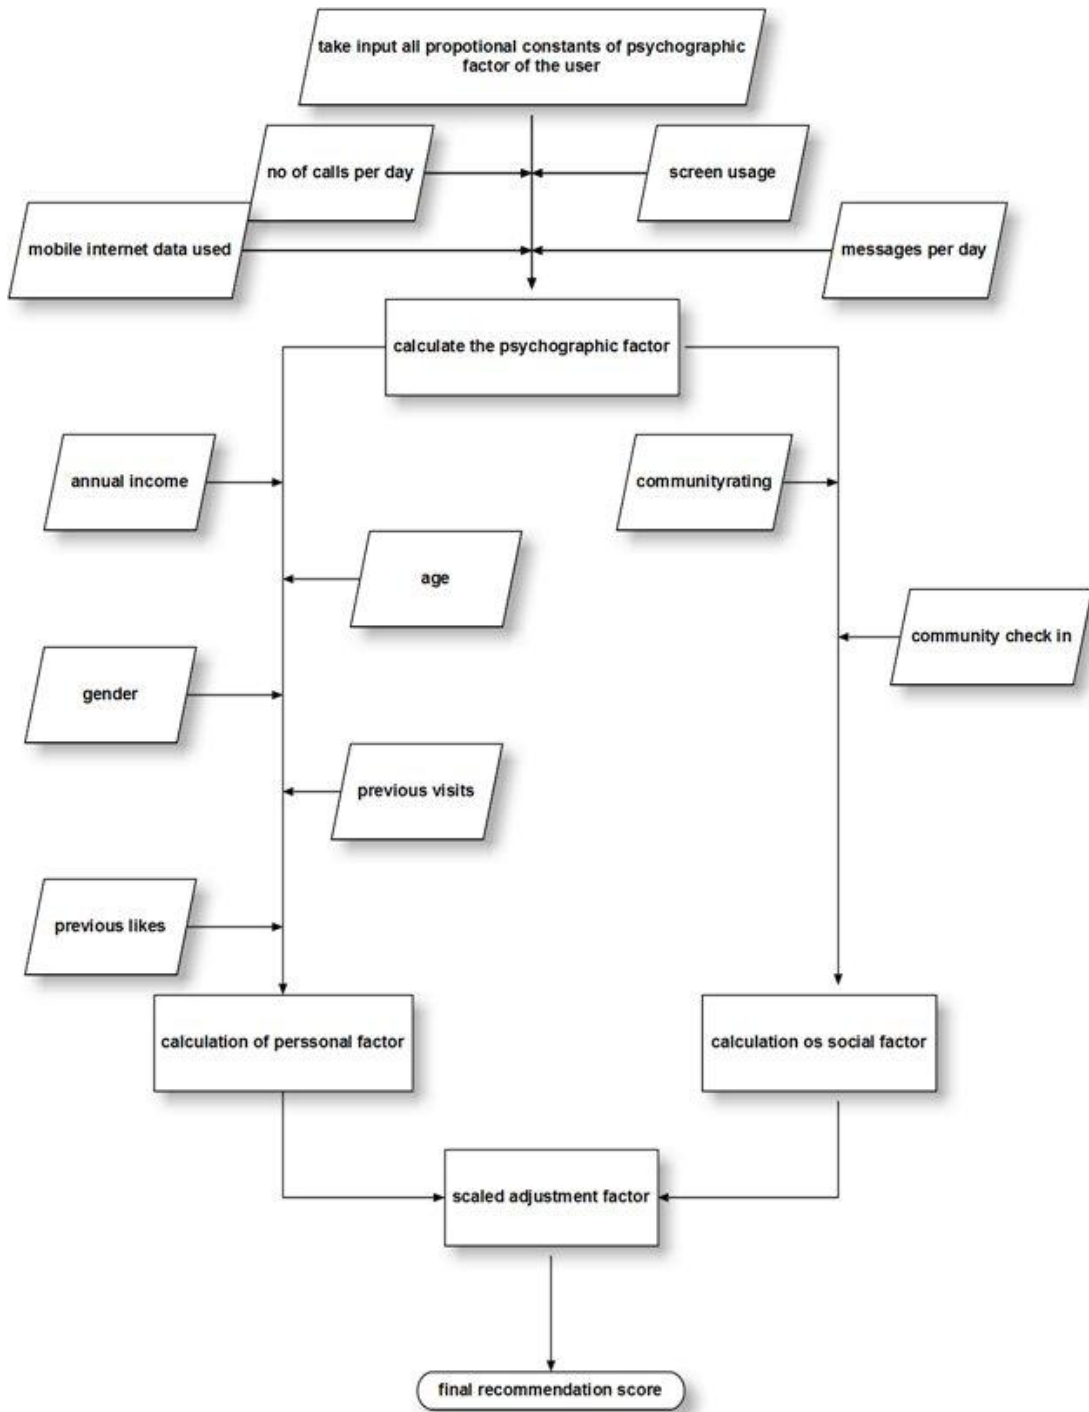 take input all propotional constants of psychographic
factor of the user
no of calls per day
screen usage
mobile internet data used
messages per day
calculate the psychographic factor
annual income
communityrating
age
community check in
gender
previous visits
previous likes
calculation of perssonal factor
calculation os social factor
scaled adjustment factor
final recommendation score